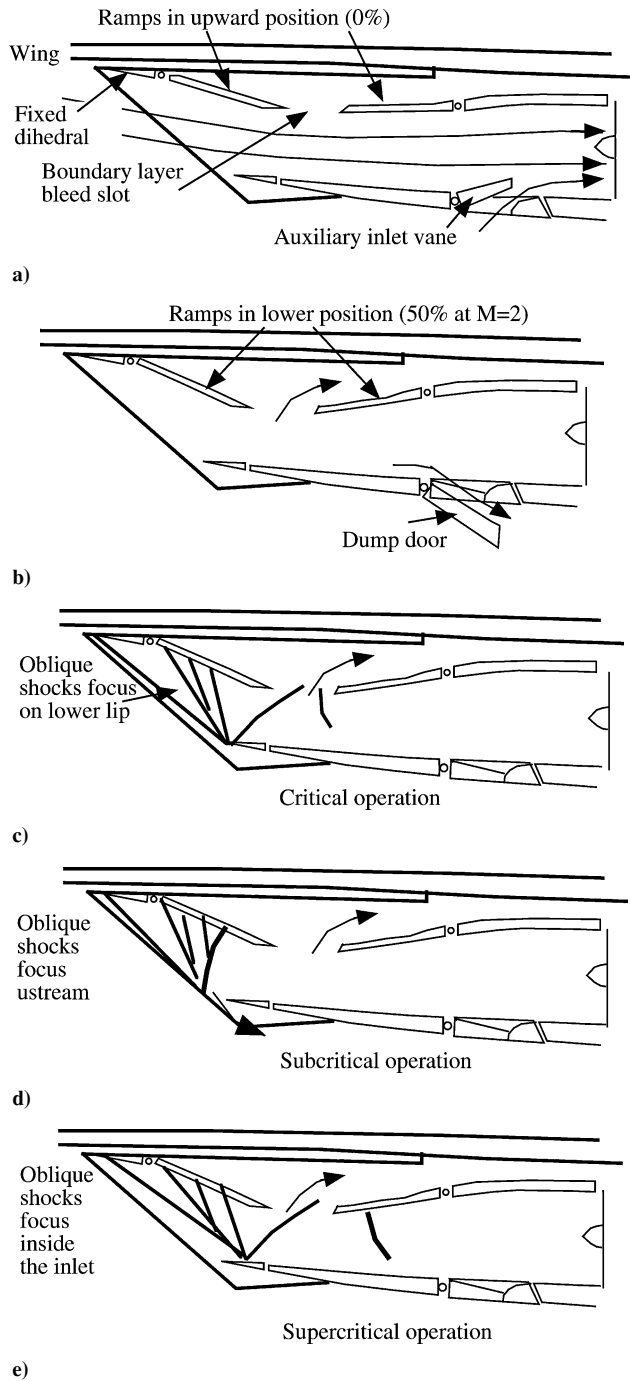 Ramps in upward position (0%)
Wing
Fixed
dihedral
Boundary layer
bleed slot
Auxiliary inlet vane
a)
Ramps in lower position (50% at M=2)
Dump door
b)
Oblique
shocks focus
on lower lip
Critical operation
c)
Oblique
shocks
focus
ustream
Subcritical operation
d)
Oblique
shocks
focus
inside
the inlet
Supercritical operation
e)